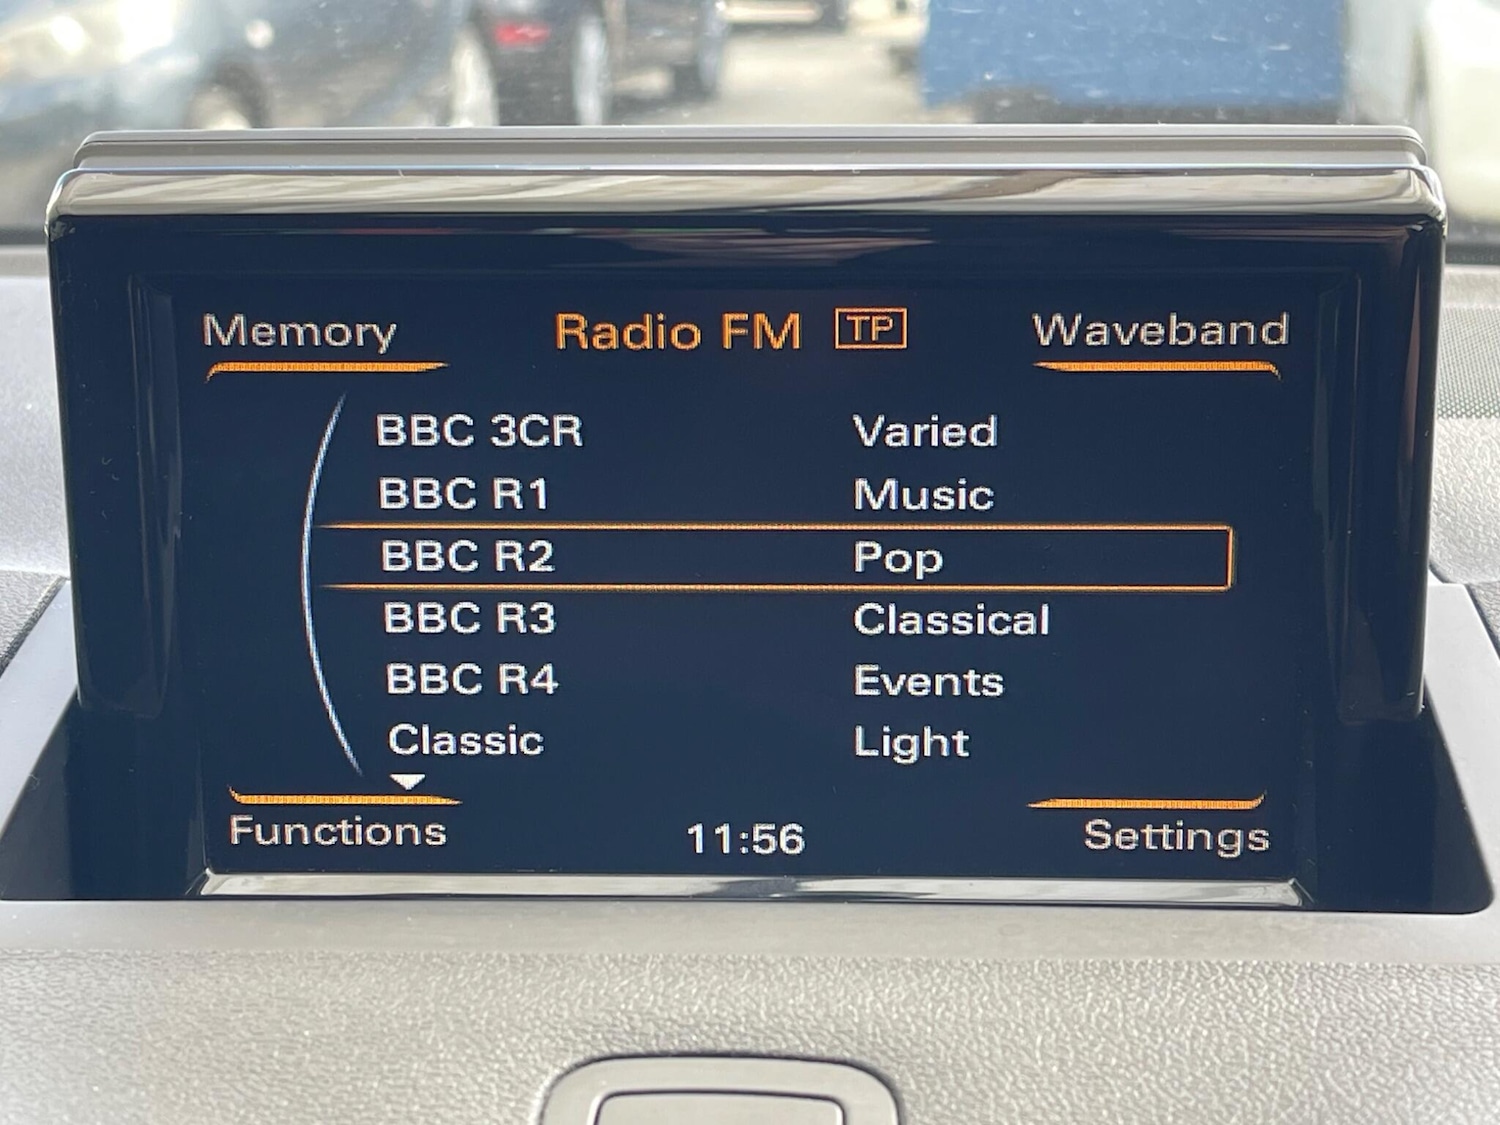 Memory Radio FM TP Waveband
BBC 3CR Varied
BBC R1 Music
BBC R2 Pop
BBC R3 Classical
BBC R4 Events
Classic Light
Functions 11:56 Settings